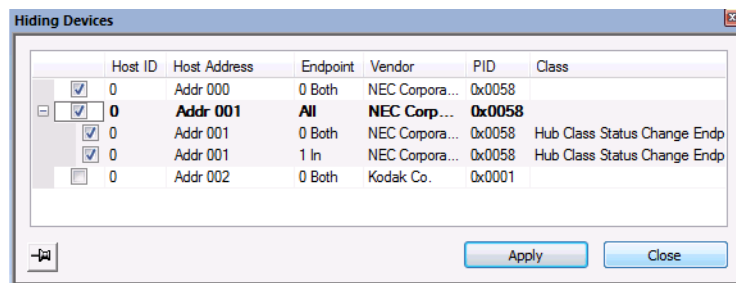 Hiding Devices
Host ID Host Address Endpoint Vendor PID Class
0 Addr 000 0 Both NEC Corpora... 0x0058
0 Addr 001 All NEC Corp... 0x0058
0 Addr 001 0 Both NEC Corpora... 0x0058 Hub Class Status Change Endp
0 Addr 001 1 In NEC Corpora... 0x0058 Hub Class Status Change Endp
0 Addr 002 0 Both Kodak Co. 0x0001
Apply Close